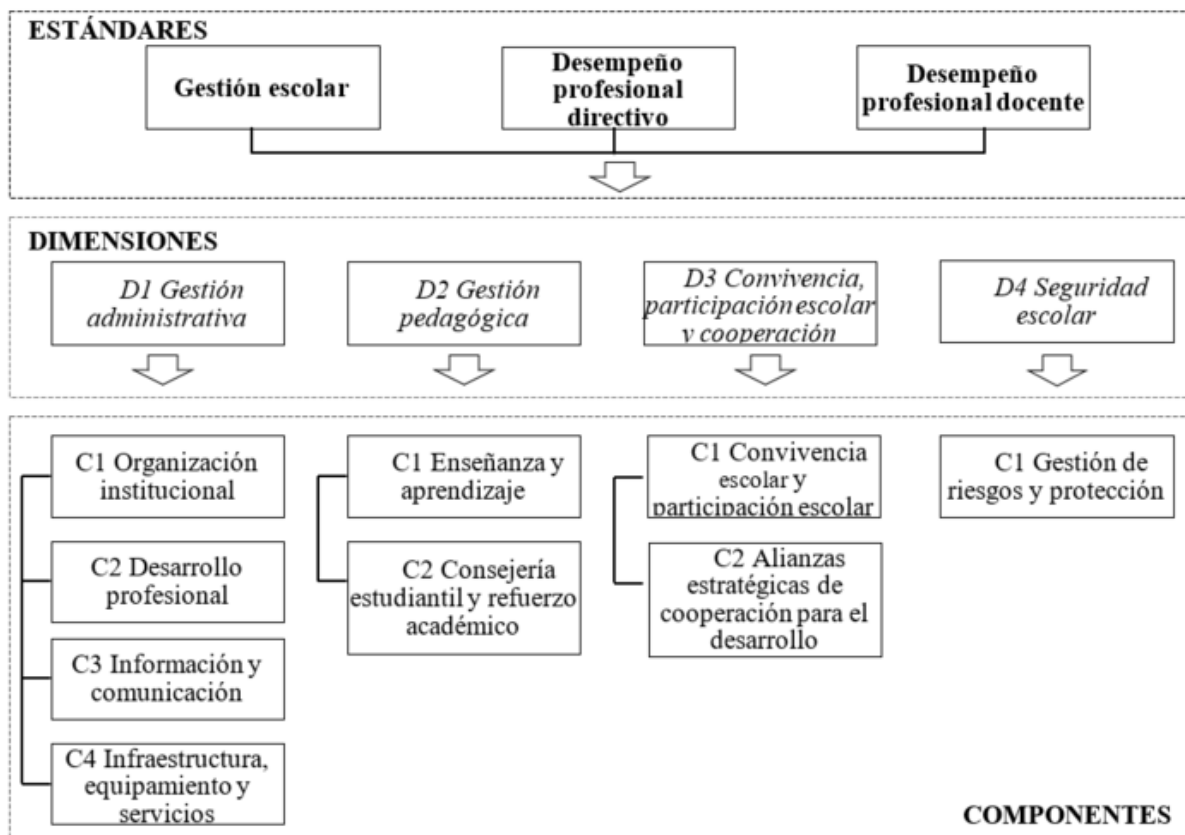 ESTÁNDARES
Gestión escolar
Desempeño
profesional
directivo
Desempeño
profesional docente
DIMENSIONES
D1 Gestión
administrativa
D2 Gestión
pedagógica
D3 Convivencia,
participación escolar
y cooperación
D4 Seguridad
escolar
C1 Organización
institucional
C2 Desarrollo
profesional
C3 Información y
comunicación
C4 Infraestructura,
equipamiento y
servicios
C1 Enseñanza y
aprendizaje
C2 Consejería
estudiantil y refuerzo
académico
C1 Convivencia
escolar y
participación escolar
C2 Alianzas
estratégicas de
cooperación para el
desarrollo
C1 Gestión de
riesgos y protección
COMPONENTES